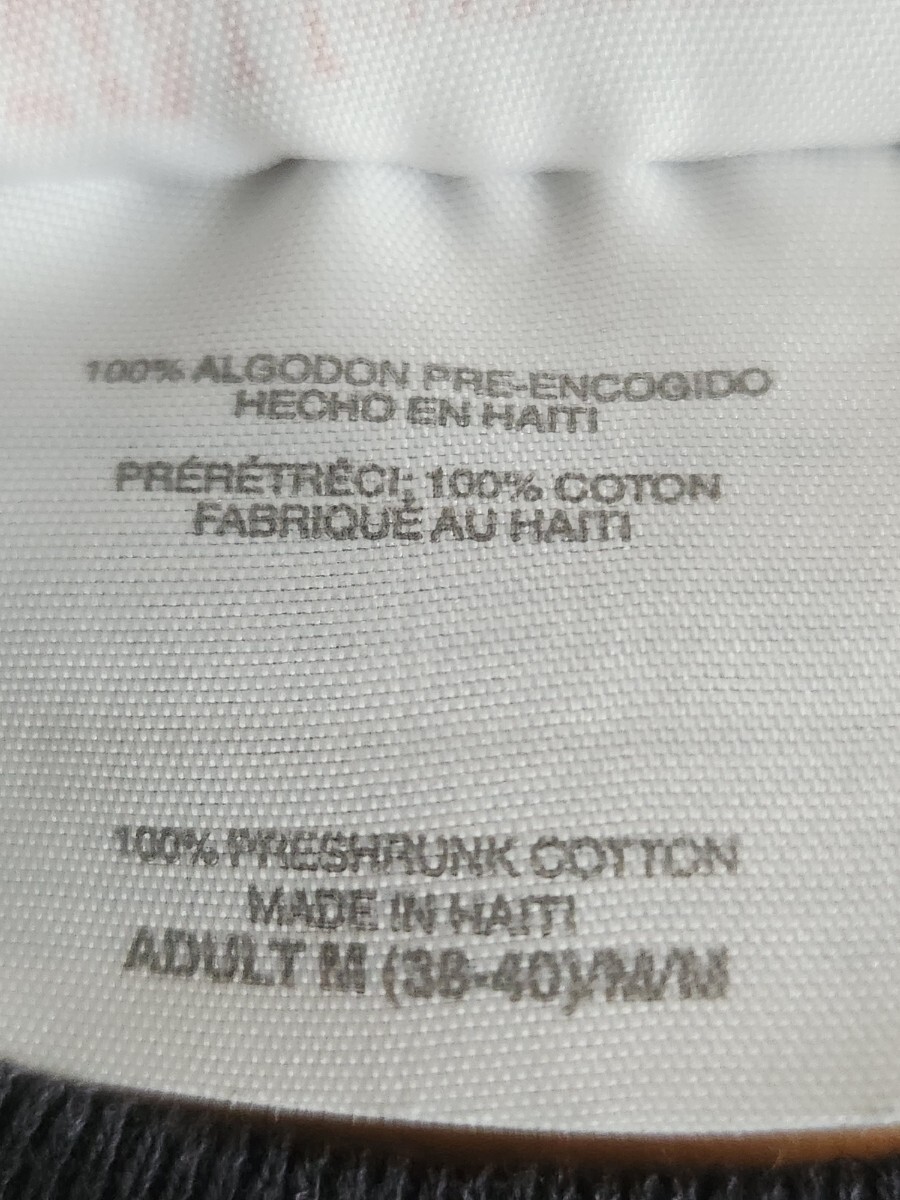 100% ALGODON PRE-ENCOGIDO
HECHO EN HAITI
PRÉRÉTRÉCI; 100% COTON
FABRIQUÉ AU HAITI
100% PRESHRUNK COTTON
MADE IN HAITI
ADULT M (38-40)/M/M